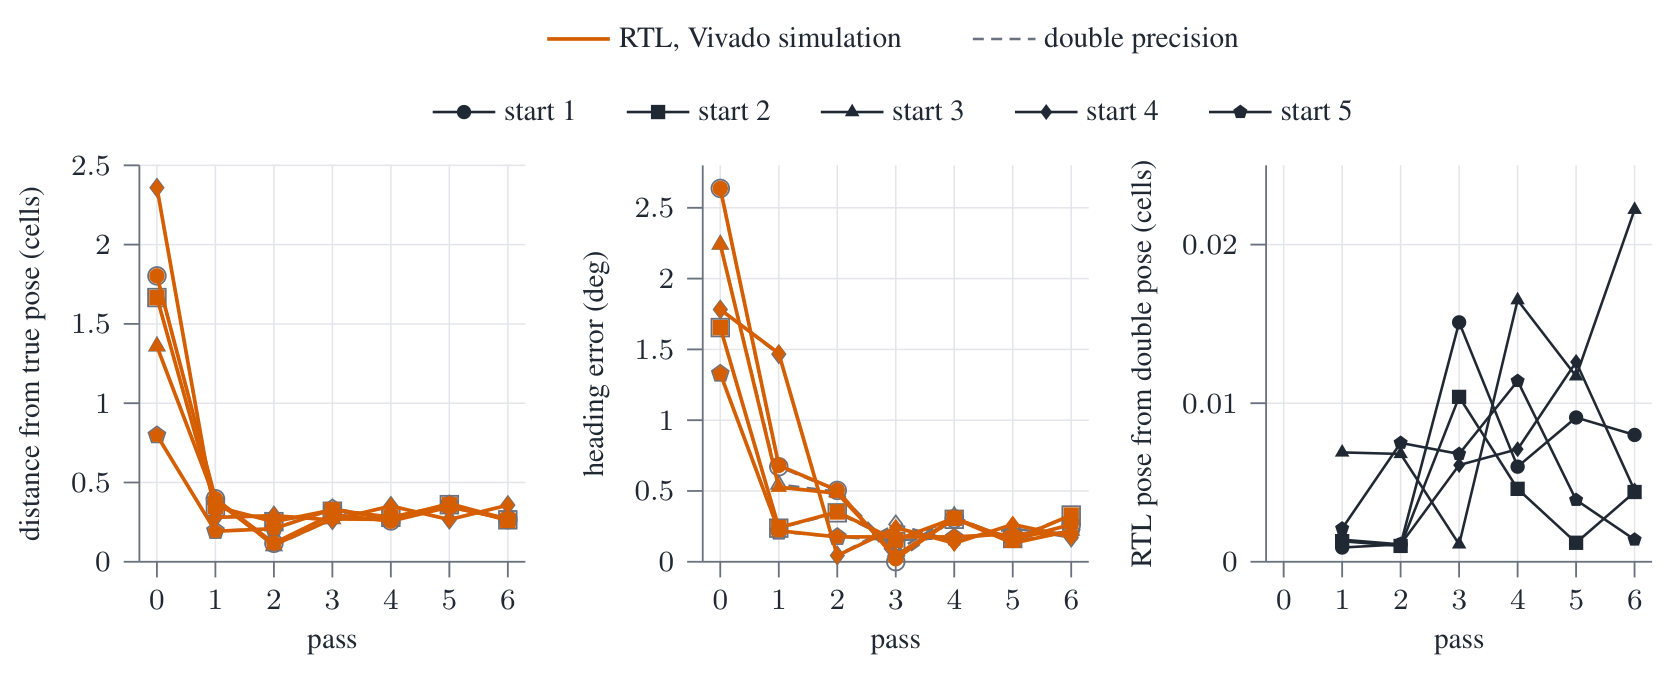 RTL, Vivado simulation double precision
start 1 start 2 start 3 start 4 start 5
distance from true pose (cells)
2.5
2
1.5
1
0.5
0
0 1 2 3 4 5 6
pass
heading error (deg)
2.5
2
1.5
1
0.5
0
0 1 2 3 4 5 6
pass
RTL pose from double pose (cells)
0.02
0.01
0
0 1 2 3 4 5 6
pass